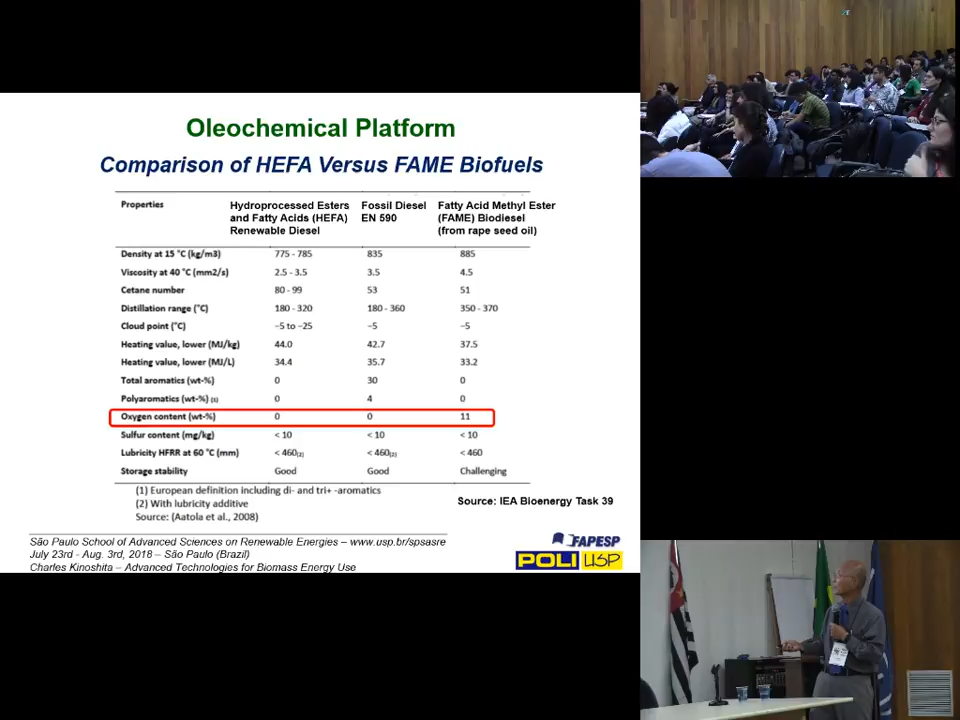 Oleochemical Platform
Comparison of HEFA Versus FAME Biofuels
Properties Hydroprocessed Esters and Fatty Acids (HEFA) Renewable Diesel Fossil Diesel EN 590 Fatty Acid Methyl Ester (FAME) Biodiesel (from rape seed oil)
Density at 15 °C (kg/m3) 775 - 785 835 885
Viscosity at 40 °C (mm2/s) 2.5 - 3.5 3.5 4.5
Cetane number 80 - 99 53 51
Distillation range (°C) 180 - 320 180 - 360 350 - 370
Cloud point (°C) −5 to −25 −5 −5
Heating value, lower (MJ/kg) 44.0 42.7 37.5
Heating value, lower (MJ/L) 34.4 35.7 33.2
Total aromatics (wt-%) 0 30 0
Polyaromatics (wt-%) (1) 0 4 0
Oxygen content (wt-%) 0 0 11
Sulfur content (mg/kg) < 10 < 10 < 10
Lubricity HFRR at 60 °C (mm) < 460(2) < 460(2) < 460
Storage stability Good Good Challenging
(1) European definition including di- and tri+ -aromatics
(2) With lubricity additive
Source: (Aatola et al., 2008)
Source: IEA Bioenergy Task 39
São Paulo School of Advanced Sciences on Renewable Energies – www.usp.br/spsasre
July 23rd - Aug. 3rd, 2018 – São Paulo (Brazil)
Charles Kinoshita – Advanced Technologies for Biomass Energy Use
FAPESP
POLI USP